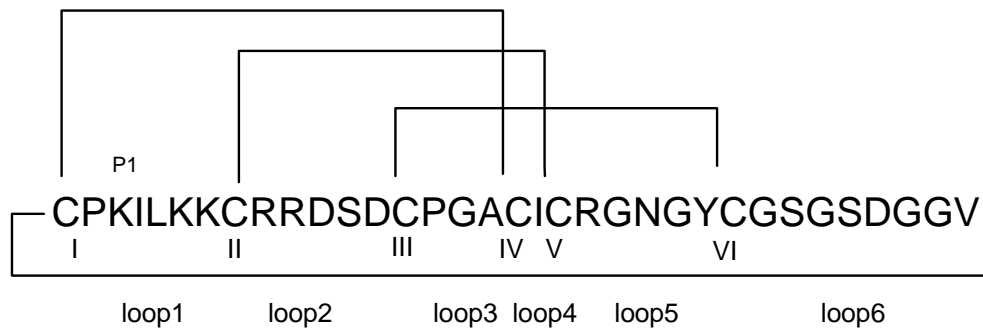 P1
CPKILKKCRRDSDCPGACICRGNGYCGSGSDGGV
I II III IV V VI
loop1 loop2 loop3 loop4 loop5 loop6